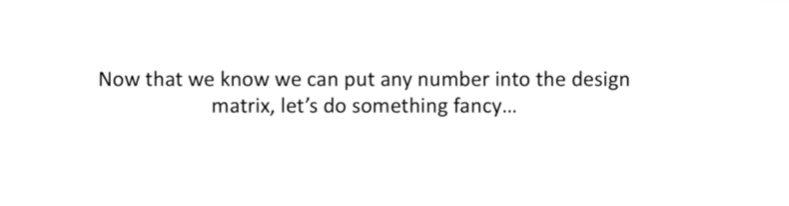 Now that we know we can put any number into the design
matrix, let’s do something fancy…